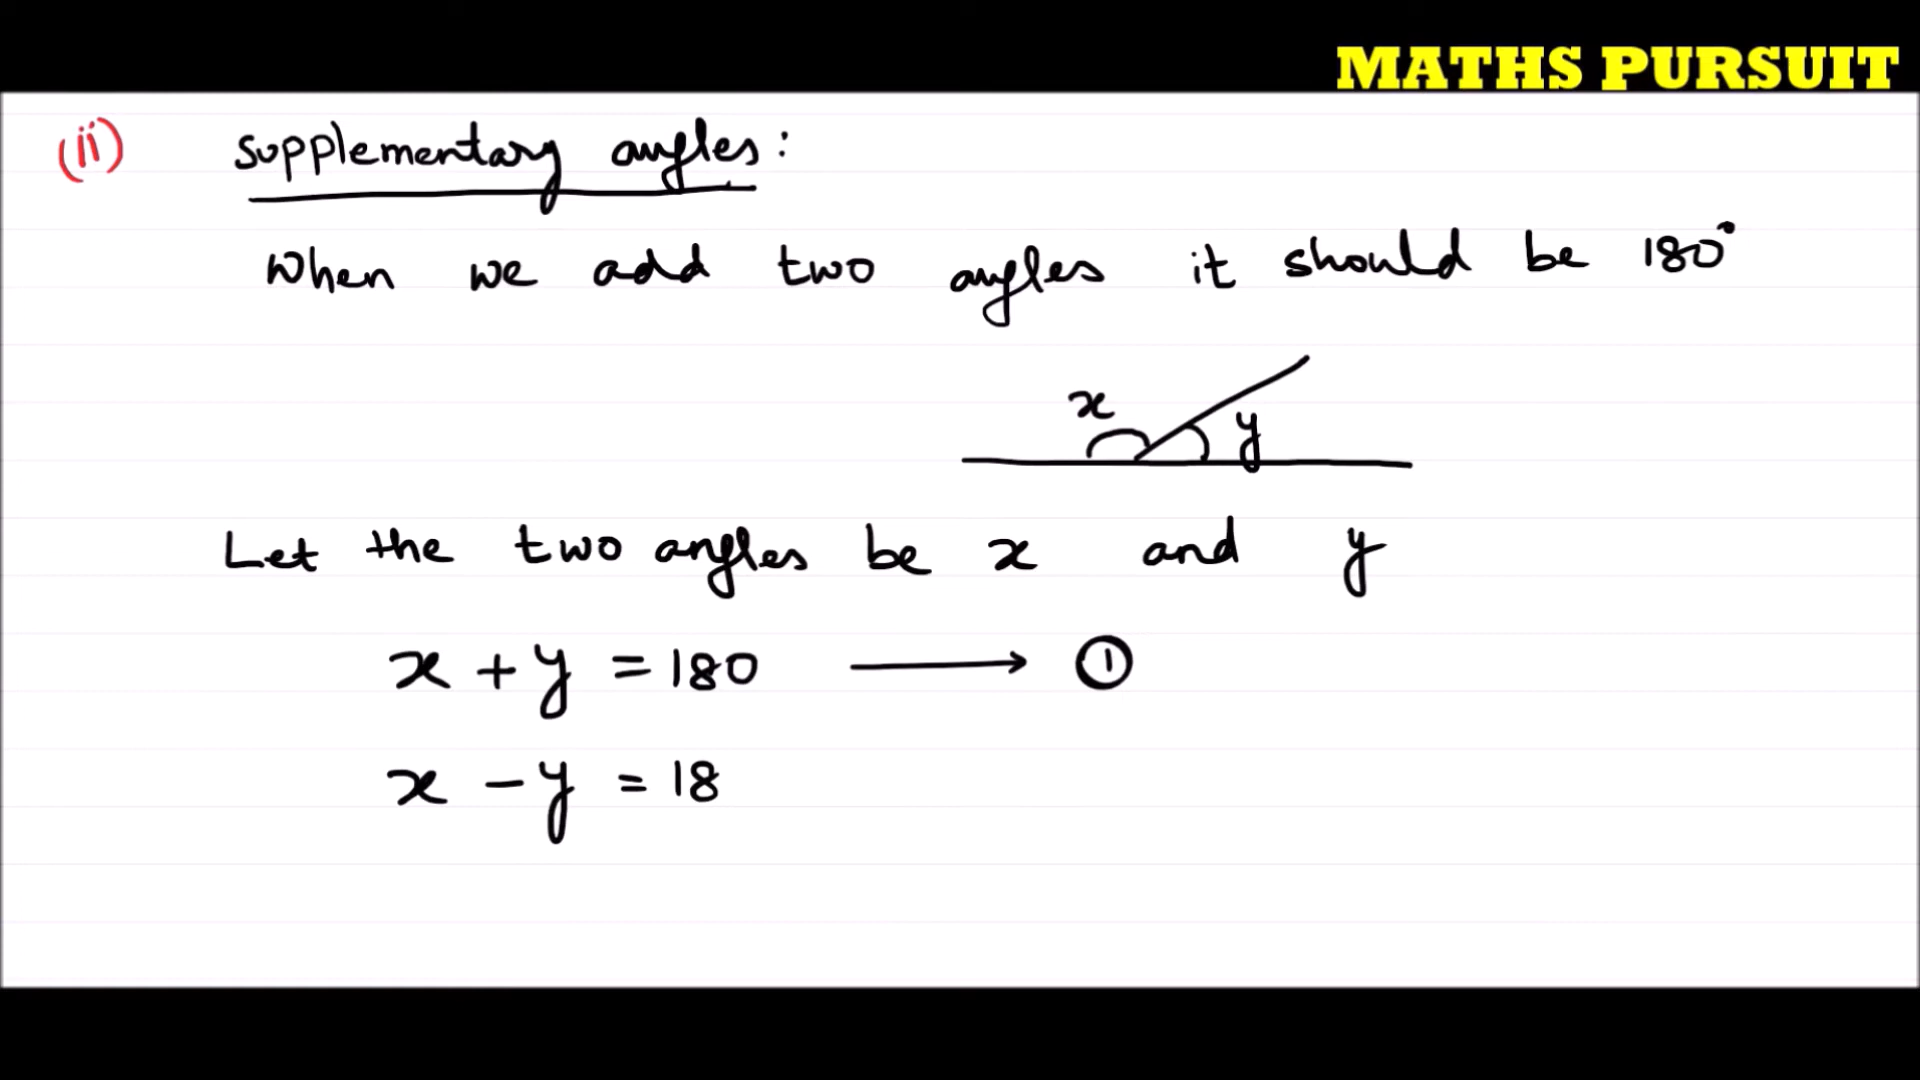 MATHS PURSUIT
(ii) supplementary angles:
When we add two angles it should be 180°
x y
Let the two angles be x and y
x + y = 180 ⟶ ①
x - y = 18